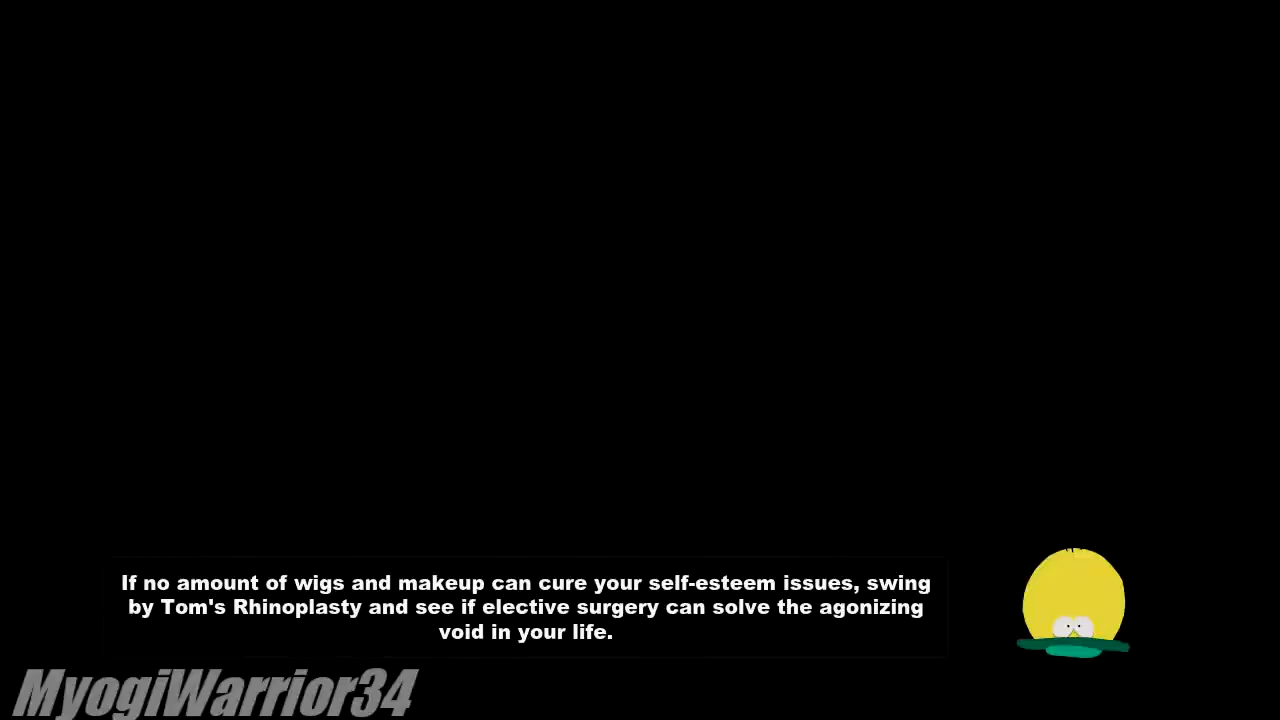 If no amount of wigs and makeup can cure your self-esteem issues, swing
by Tom's Rhinoplasty and see if elective surgery can solve the agonizing
void in your life.
MyogiWarrior34